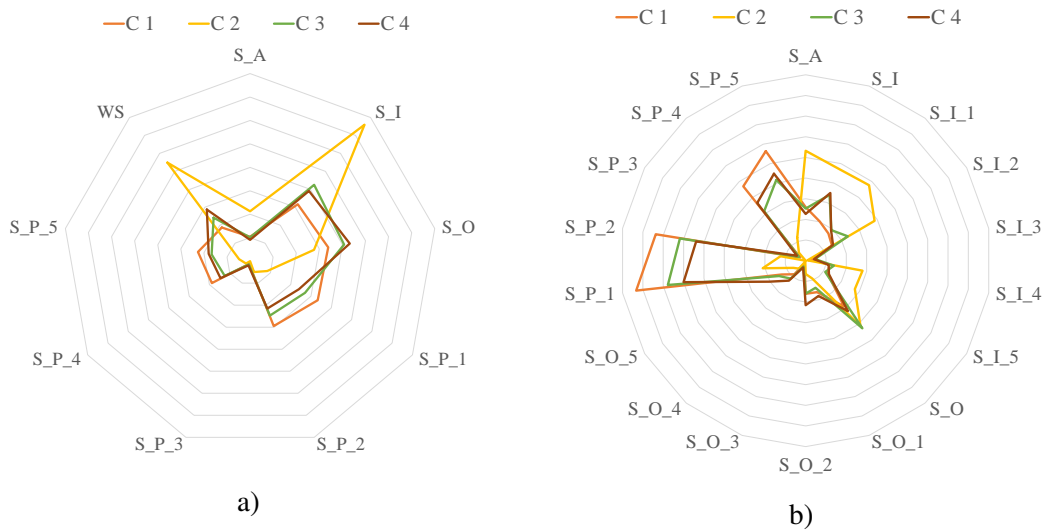 C 1 C 2 C 3 C 4
S_A
S_I
S_O
S_P_1
S_P_2
S_P_3
S_P_4
S_P_5
WS
a)
C 1 C 2 C 3 C 4
S_A
S_I
S_I_1
S_I_2
S_I_3
S_I_4
S_I_5
S_O
S_O_1
S_O_2
S_O_3
S_O_4
S_O_5
S_P_1
S_P_2
S_P_3
S_P_4
S_P_5
b)